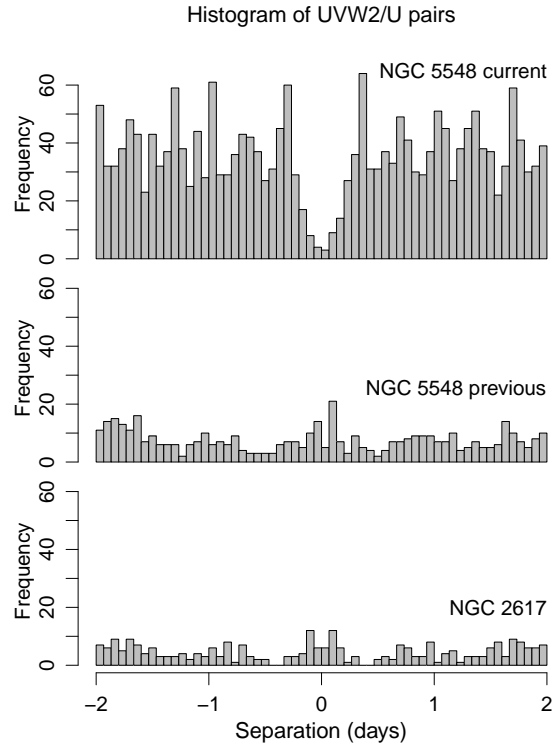 Histogram of UVW2/U pairs
NGC 5548 current
Frequency
0 20 40 60
NGC 5548 previous
Frequency
0 20 40 60
NGC 2617
Frequency
0 20 40 60
−2 −1 0 1 2
Separation (days)